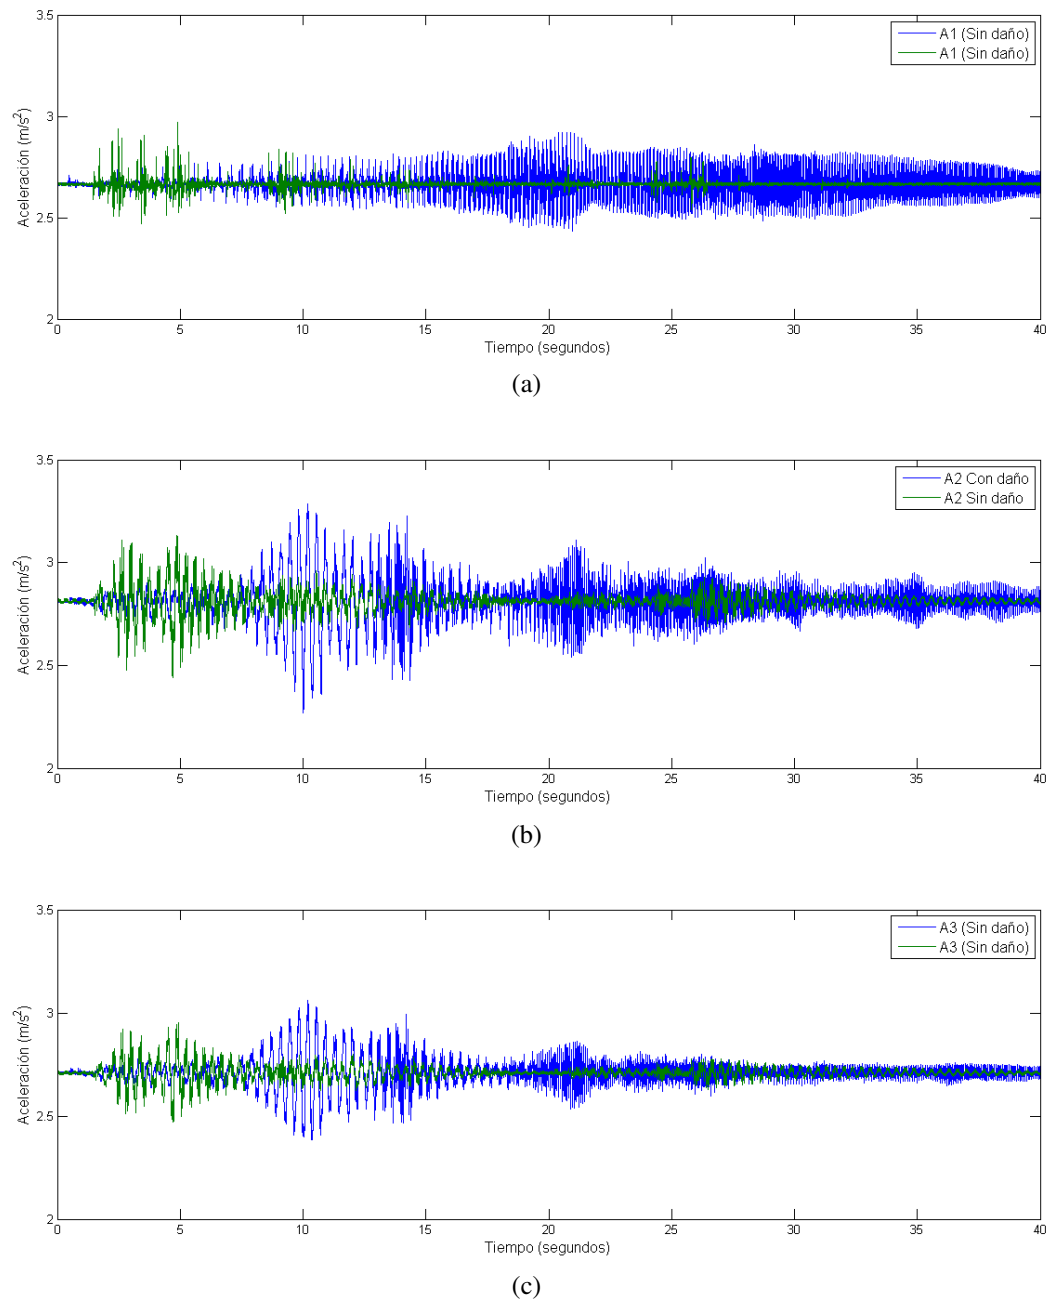 3.5
3
2.5
2
Aceleración (m/s²)
A1 (Sin daño)
A1 (Sin daño)
0 5 10 15 20 25 30 35 40
Tiempo (segundos)
(a)
3.5
3
2.5
2
Aceleración (m/s²)
A2 Con daño
A2 Sin daño
0 5 10 15 20 25 30 35 40
Tiempo (segundos)
(b)
3.5
3
2.5
2
Aceleración (m/s²)
A3 (Sin daño)
A3 (Sin daño)
0 5 10 15 20 25 30 35 40
Tiempo (segundos)
(c)